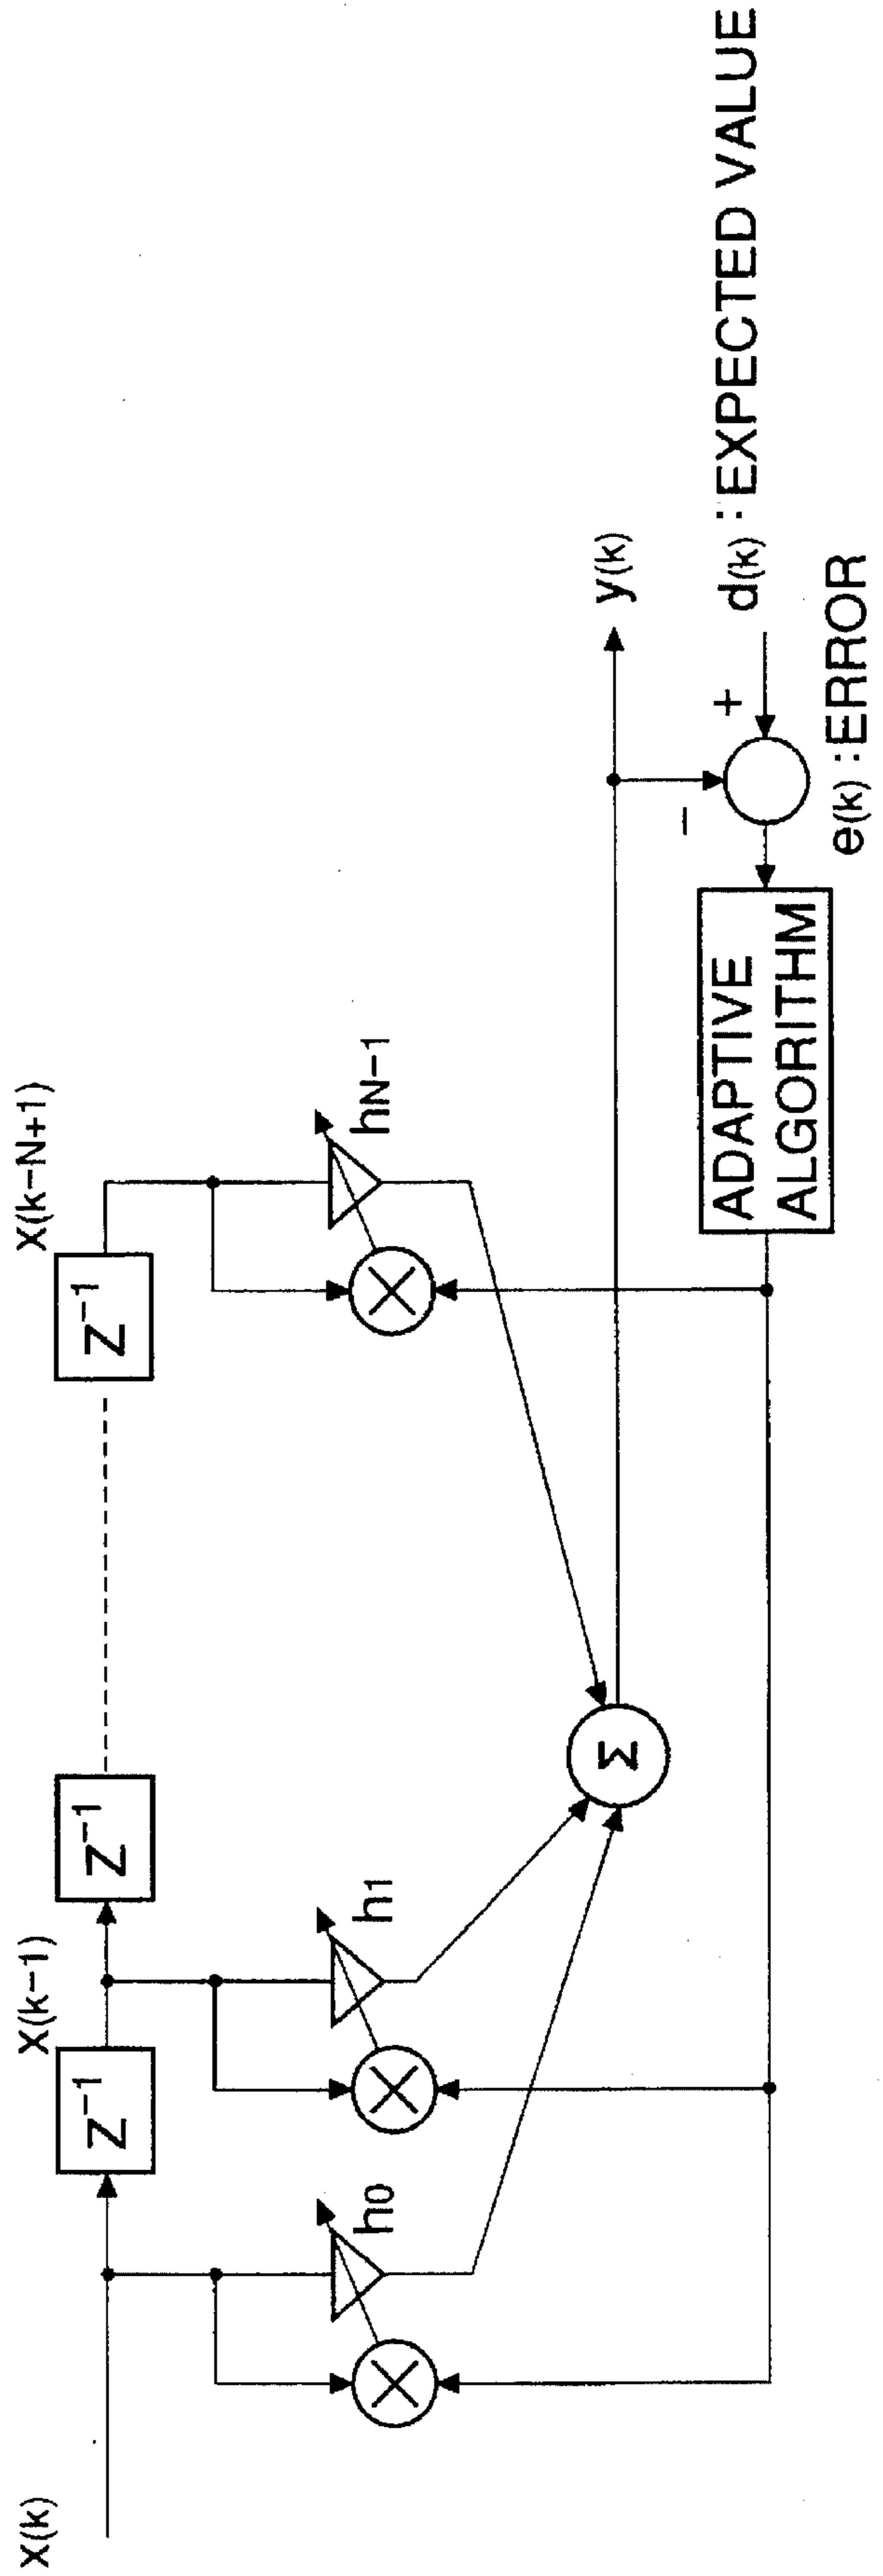 X(k)
X(k-1)
X(k-N+1)
Z⁻¹
Z⁻¹
Z⁻¹
h0
h1
hN-1
Σ
y(k)
−
+
d(k) : EXPECTED VALUE
ADAPTIVE
ALGORITHM
e(k) : ERROR